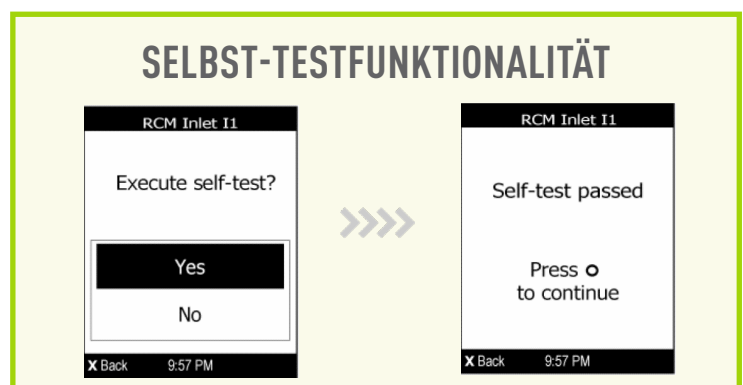 SELBST-TESTFUNKTIONALITÄT
RCM Inlet I1
Execute self-test?
Yes
No
X Back 9:57 PM
RCM Inlet I1
Self-test passed
Press O
to continue
X Back 9:57 PM